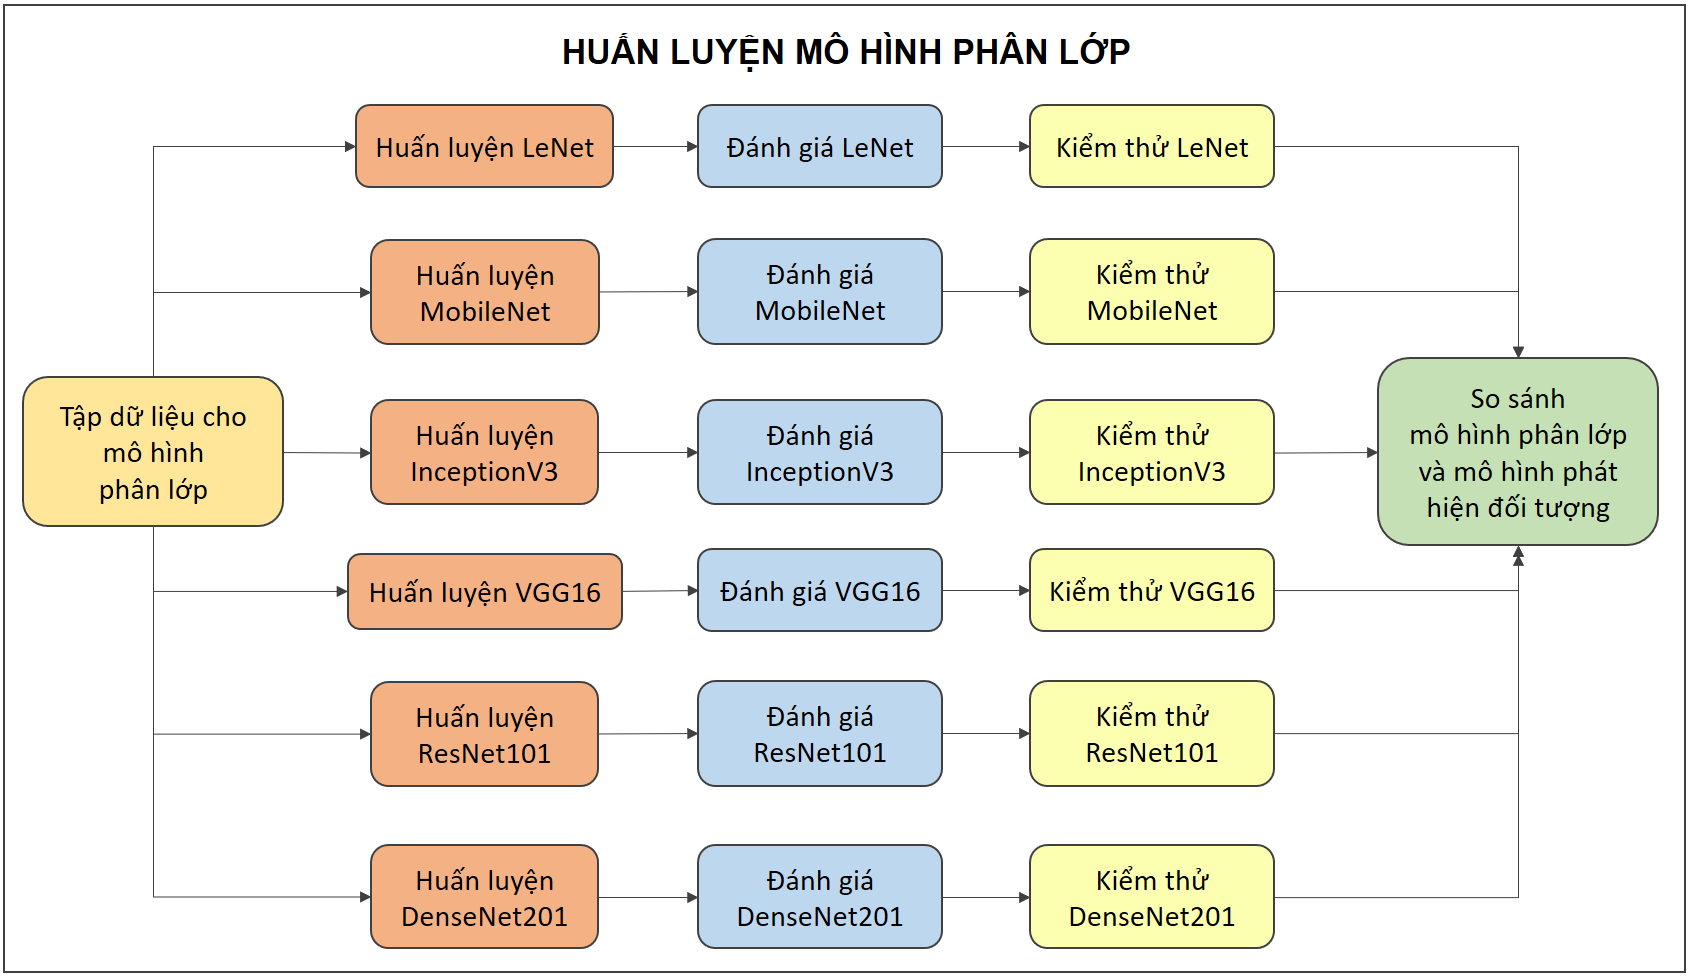 HUẤN LUYỆN MÔ HÌNH PHÂN LỚP
Huấn luyện LeNet
Đánh giá LeNet
Kiểm thử LeNet
Huấn luyện
MobileNet
Đánh giá
MobileNet
Kiểm thử
MobileNet
Tập dữ liệu cho
mô hình
phân lớp
Huấn luyện
InceptionV3
Đánh giá
InceptionV3
Kiểm thử
InceptionV3
So sánh
mô hình phân lớp
và mô hình phát
hiện đối tượng
Huấn luyện VGG16
Đánh giá VGG16
Kiểm thử VGG16
Huấn luyện
ResNet101
Đánh giá
ResNet101
Kiểm thử
ResNet101
Huấn luyện
DenseNet201
Đánh giá
DenseNet201
Kiểm thử
DenseNet201